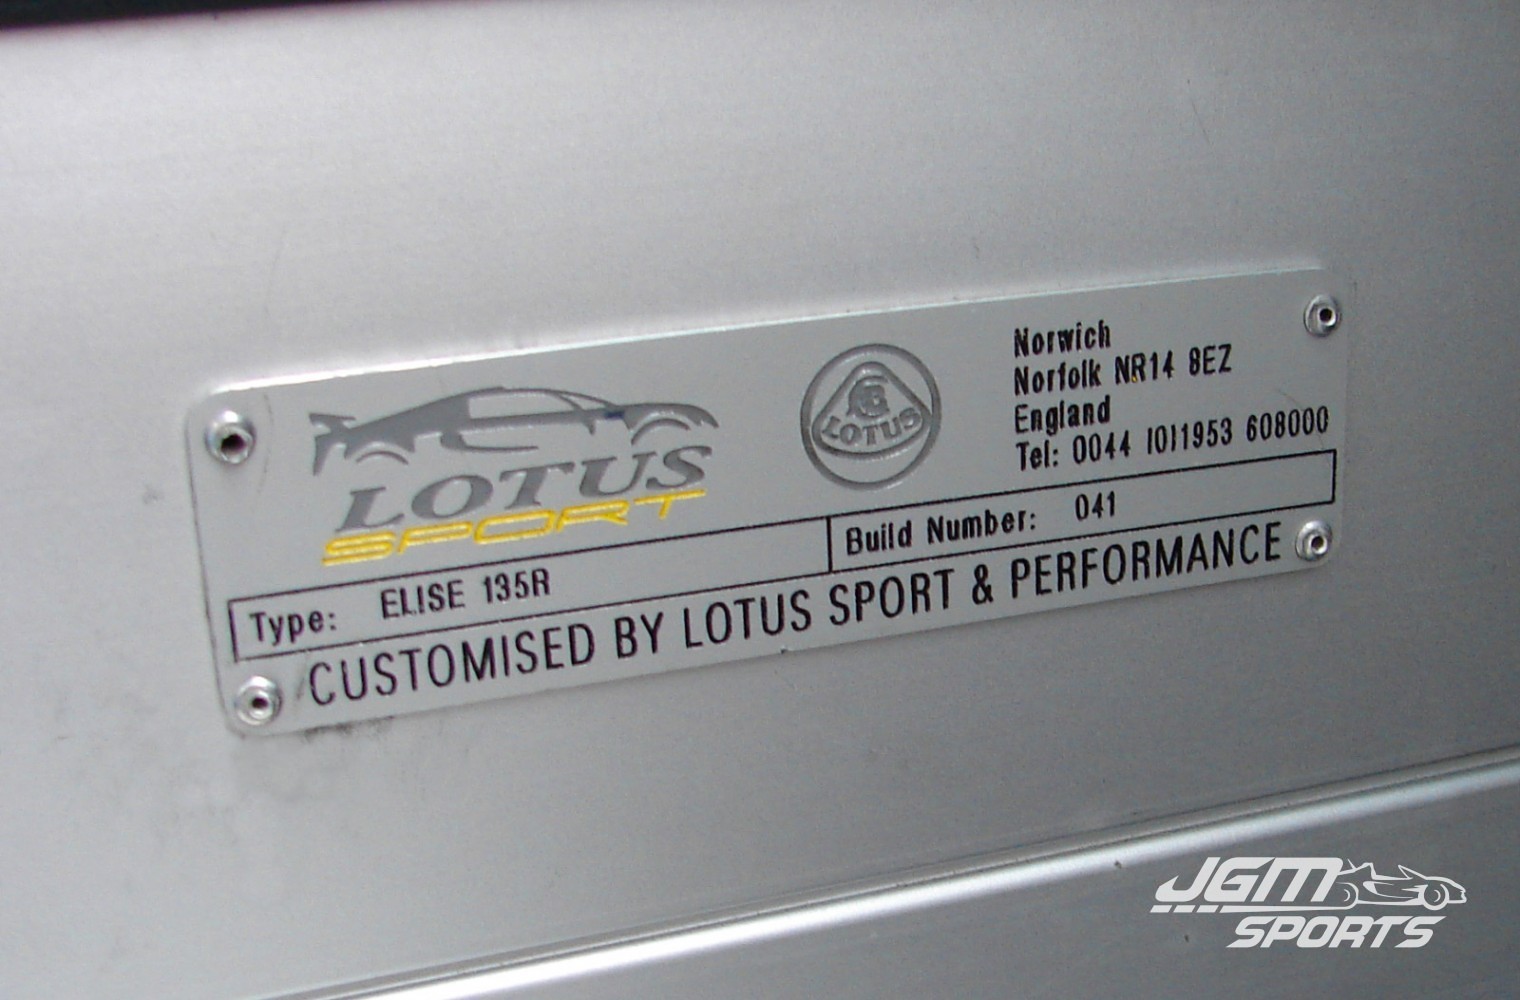 LOTUS
SPORT
LOTUS
Norwich
Norfolk NR14 8EZ
England
Tel: 0044 (0)1953 608000
Type: ELISE 135R
Build Number: 041
CUSTOMISED BY LOTUS SPORT & PERFORMANCE
JGM
SPORTS